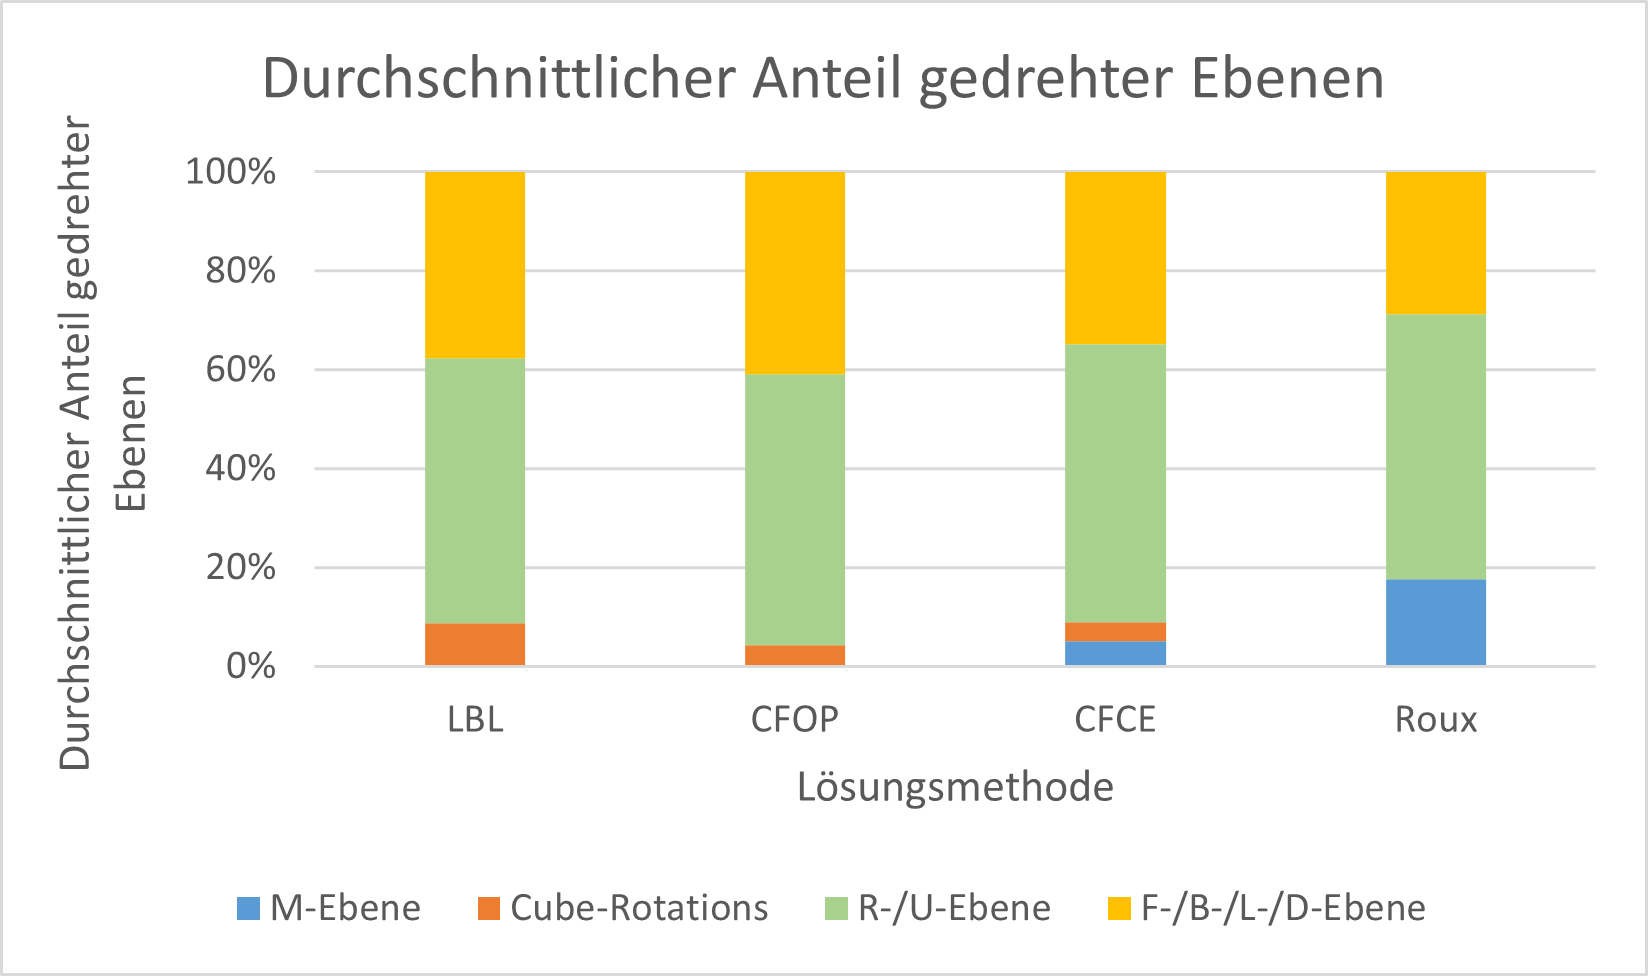 Durchschnittlicher Anteil gedrehter Ebenen
Durchschnittlicher Anteil gedrehter
Ebenen
100%
80%
60%
40%
20%
0%
LBL CFOP CFCE Roux
Lösungsmethode
M-Ebene Cube-Rotations R-/U-Ebene F-/B-/L-/D-Ebene